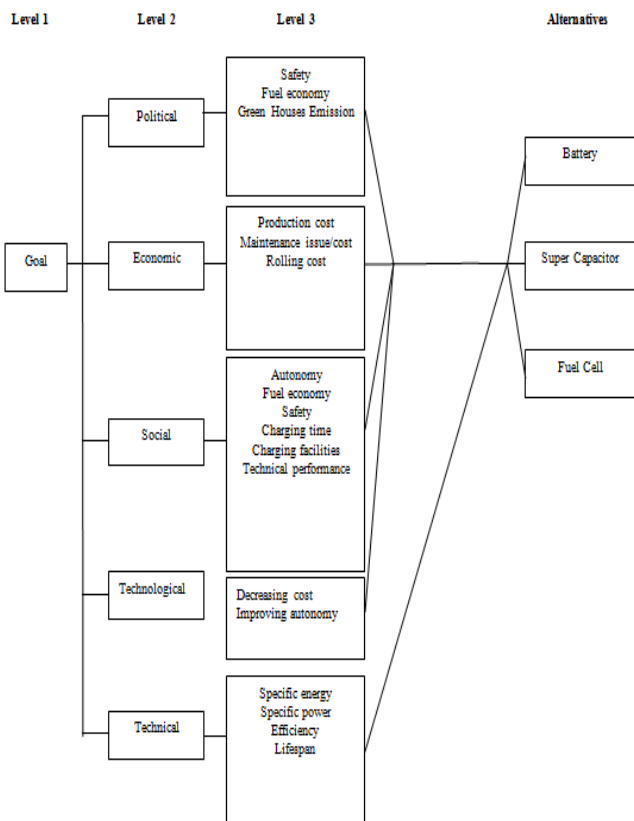 Level 1
Level 2
Level 3
Alternatives
Goal
Political
Safety
Fuel economy
Green Houses Emission
Economic
Production cost
Maintenance issue/cost
Rolling cost
Social
Autonomy
Fuel economy
Safety
Charging time
Charging facilities
Technical performance
Technological
Decreasing cost
Improving autonomy
Technical
Specific energy
Specific power
Efficiency
Lifespan
Battery
Super Capacitor
Fuel Cell